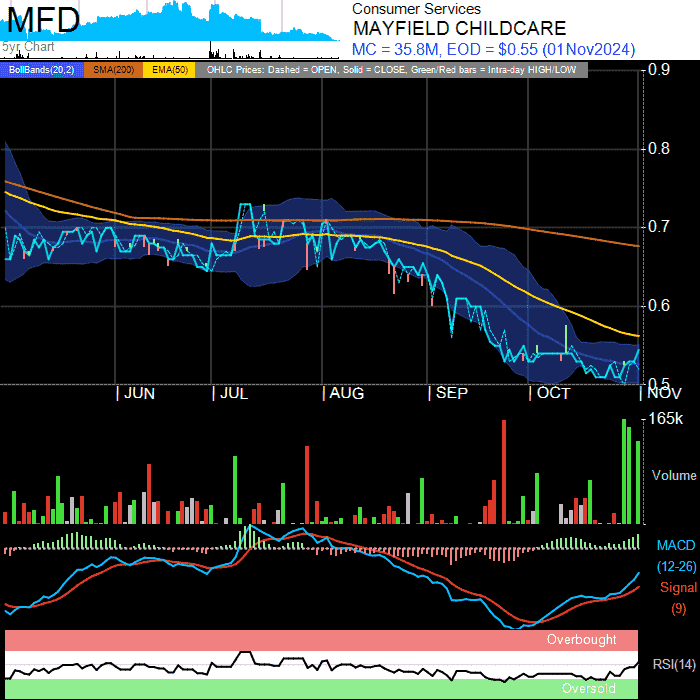 MFD
5yr Chart
Consumer Services
MAYFIELD CHILDCARE
MC = 35.8M, EOD = $0.55 (01Nov2024)
BollBands(20,2) SMA(200) EMA(50) OHLC Prices: Dashed = OPEN, Solid = CLOSE, Green/Red bars = Intra-day HIGH/LOW
0.9
0.8
0.7
0.6
0.5
| JUN | JUL | AUG | SEP | OCT | NOV
165k
Volume
MACD
(12-26)
Signal
(9)
Overbought
RSI(14)
Oversold